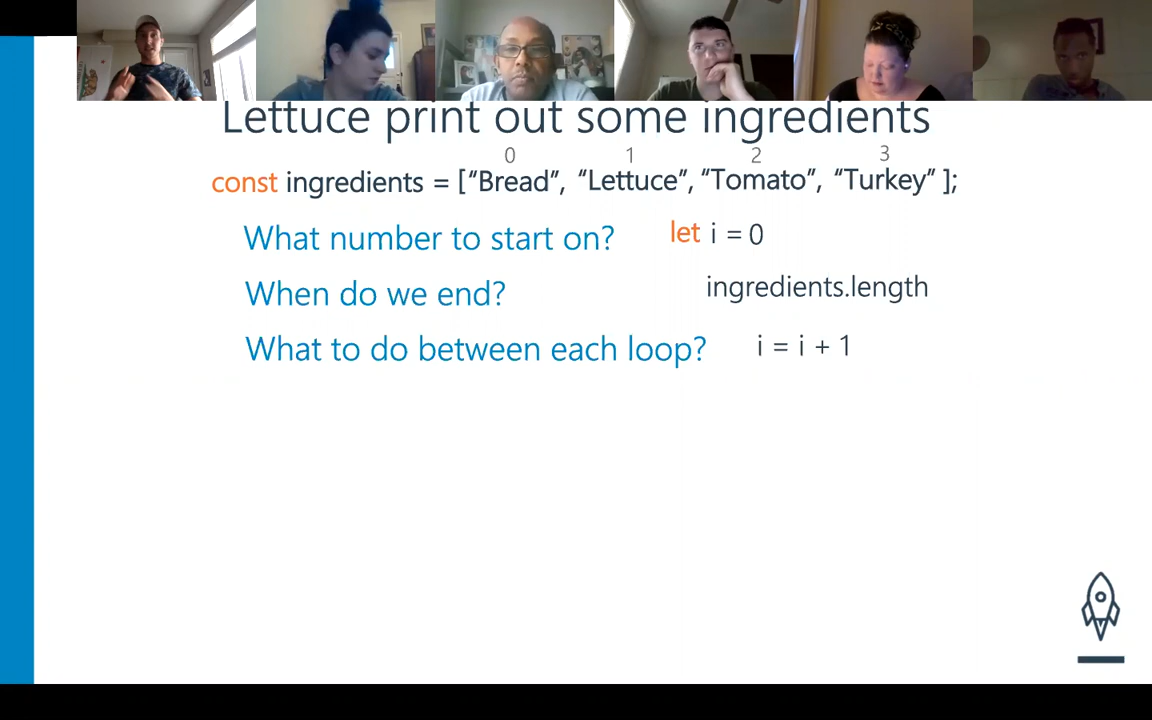 Lettuce print out some ingredients
0 1 2 3
const ingredients = [“Bread”, “Lettuce”, “Tomato”, “Turkey” ];
What number to start on? let i = 0
When do we end? ingredients.length
What to do between each loop? i = i + 1